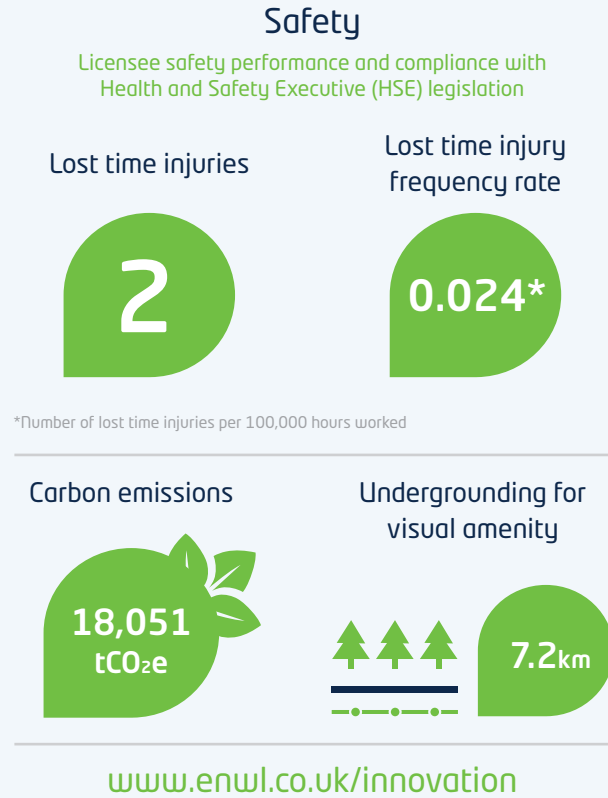 Safety
Licensee safety performance and compliance with
Health and Safety Executive (HSE) legislation
Lost time injuries
2
Lost time injury
frequency rate
0.024*
*Number of lost time injuries per 100,000 hours worked
Carbon emissions
18,051
tCO₂e
Undergrounding for
visual amenity
7.2km
www.enwl.co.uk/innovation